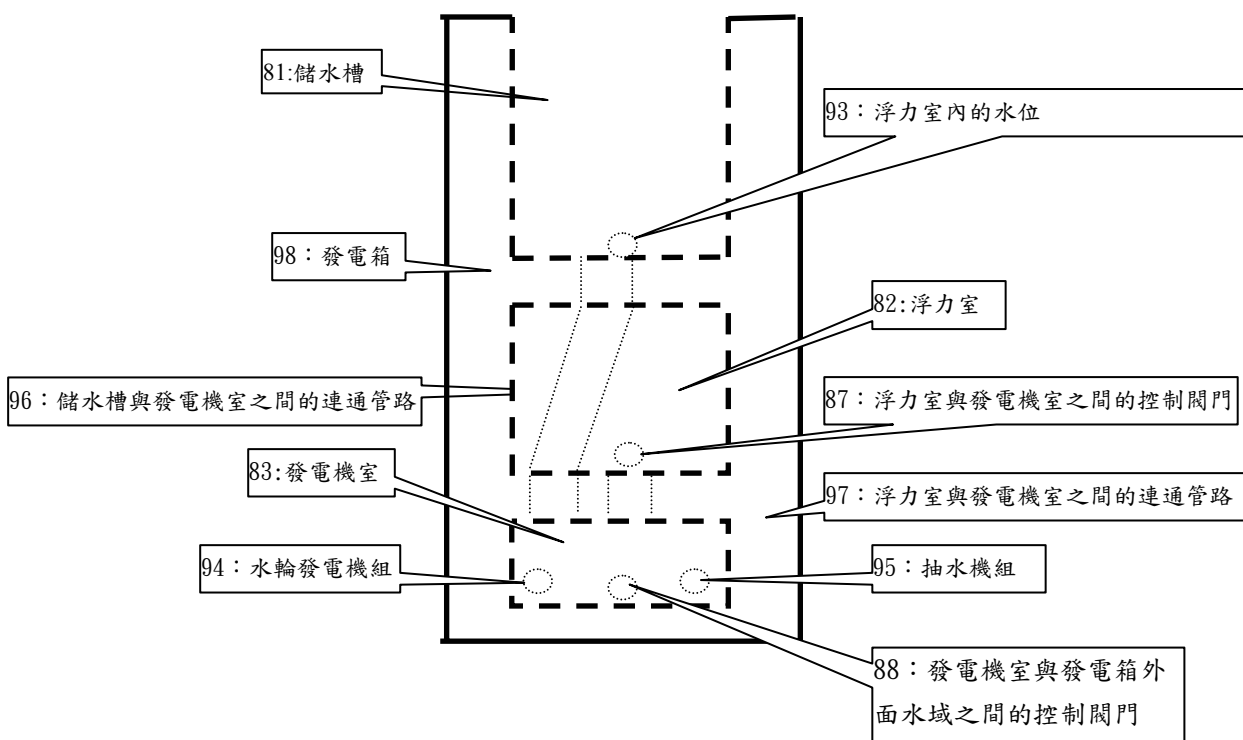 81:儲水槽
93：浮力室內的水位
98：發電箱
82:浮力室
96：儲水槽與發電機室之間的連通管路
87：浮力室與發電機室之間的控制閥門
83:發電機室
97：浮力室與發電機室之間的連通管路
94：水輪發電機組
95：抽水機組
88：發電機室與發電箱外
面水域之間的控制閥門